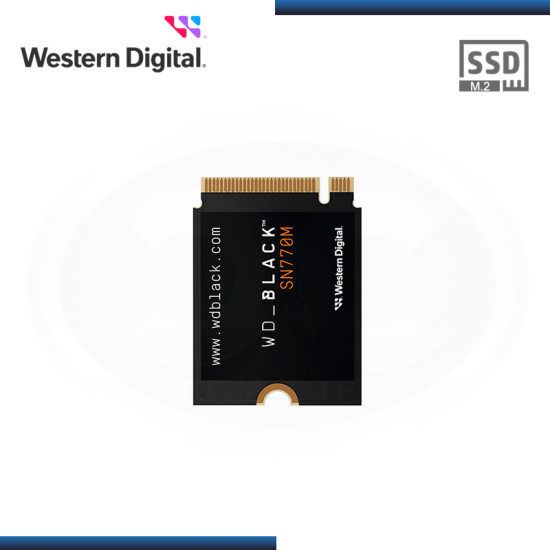 Western Digital.
SSD
M.2
www.wdblack.com
WD_BLACK™
SN770M
Western Digital.